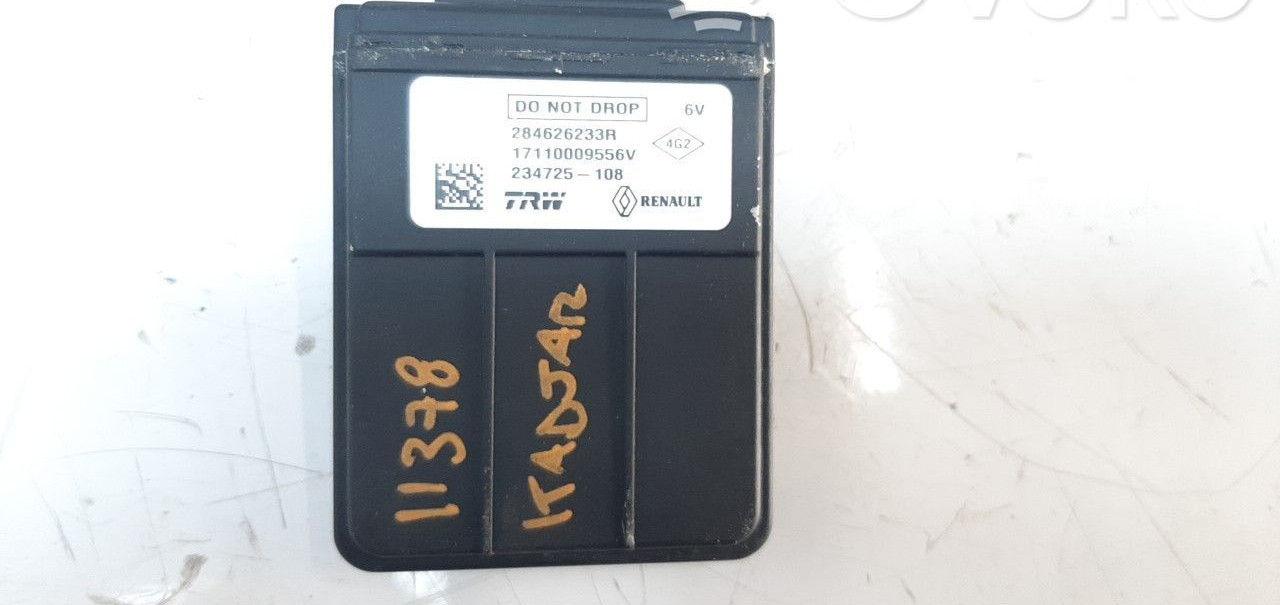 DO NOT DROP 6V
284626233R
17110009556V 4G2
234725-108
TRW RENAULT
11378
KADJAR